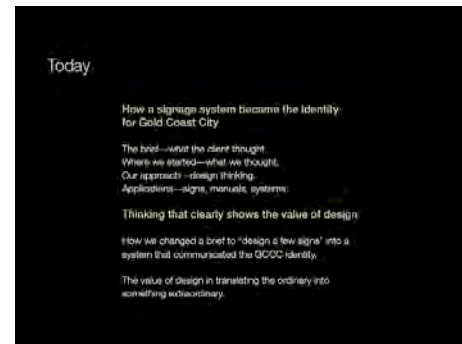 Today
How a signage system became the identity
for Gold Coast City
The brief—what the client thought.
Where we started—what we thought.
Our approach—design thinking.
Applications—signs, manuals, systems.
Thinking that clearly shows the value of design
How we changed a brief to “design a few signs” into a
system that communicated the GCCC identity.
The value of design in translating the ordinary into
something extraordinary.